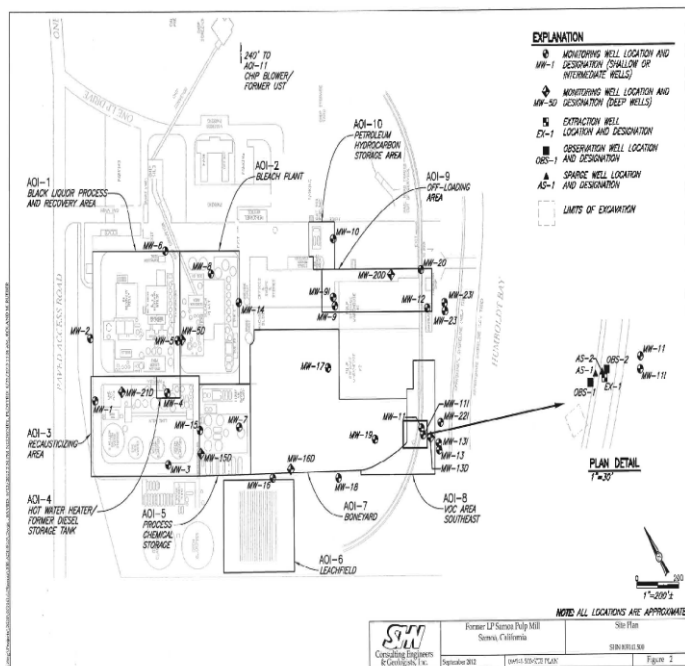 EXPLANATION
MONITORING WELL LOCATION AND
MW-1 DESIGNATION (SHALLOW OR
INTERMEDIATE WELLS)
MONITORING WELL LOCATION AND
MW-5D DESIGNATION (DEEP WELLS)
EXTRACTION WELL
EX-1 LOCATION AND DESIGNATION
OBSERVATION WELL LOCATION
OBS-1 AND DESIGNATION
SPARGE WELL LOCATION
AS-1 AND DESIGNATION
LIMITS OF EXCAVATION
ONE LP DRIVE
240' TO
AOI-11
CHIP BLOWER/
FORMER UST
AOI-10
PETROLEUM
HYDROCARBON
STORAGE AREA
AOI-2
BLEACH PLANT
AOI-9
OFF-LOADING
AREA
AOI-1
BLACK LIQUOR PROCESS
AND RECOVERY AREA
MW-6
MW-10
MW-8
MW-20D
MW-20
MW-14
MW-9I
MW-9
MW-12
MW-23I
MW-23
HUMBOLDT BAY
PAVED ACCESS ROAD
MW-2
MW-5
MW-5D
MW-17
MW-21D
MW-4
MW-1
MW-15
MW-7
MW-11
MW-11I
MW-22I
MW-19
MW-13I
MW-13
MW-13D
MW-15D
MW-3
MW-16D
MW-16
MW-18
AOI-3
RECAUSTICIZING
AREA
AOI-4
HOT WATER HEATER/
FORMER DIESEL
STORAGE TANK
AOI-5
PROCESS
CHEMICAL
STORAGE
AOI-6
LEACHFIELD
AOI-7
BONEYARD
AOI-8
VOC AREA
SOUTHEAST
AS-2
OBS-2
AS-1
EX-1
OBS-1
MW-11
MW-11I
PLAN DETAIL
1"=30'
1"=200'±
NOTE: ALL LOCATIONS ARE APPROXIMATE
SHN
Consulting Engineers
& Geologists, Inc.
Former LP Samoa Pulp Mill
Samoa, California
Site Plan
September 2012
Figure 2